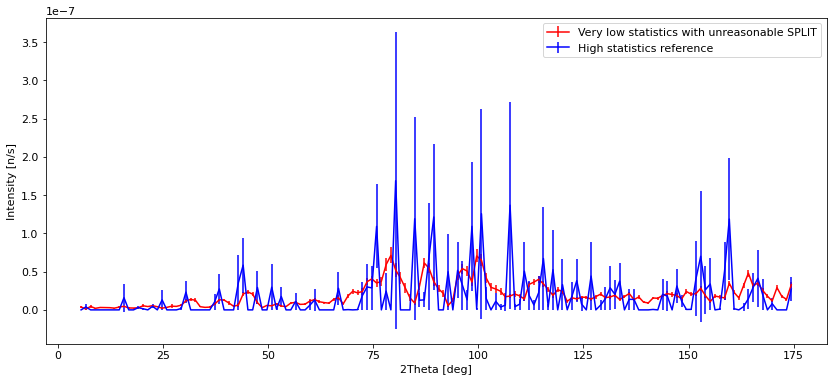 1e−7
Very low statistics with unreasonable SPLIT
High statistics reference
3.5
3.0
2.5
2.0
1.5
1.0
0.5
0.0
Intensity [n/s]
0 25 50 75 100 125 150 175
2Theta [deg]